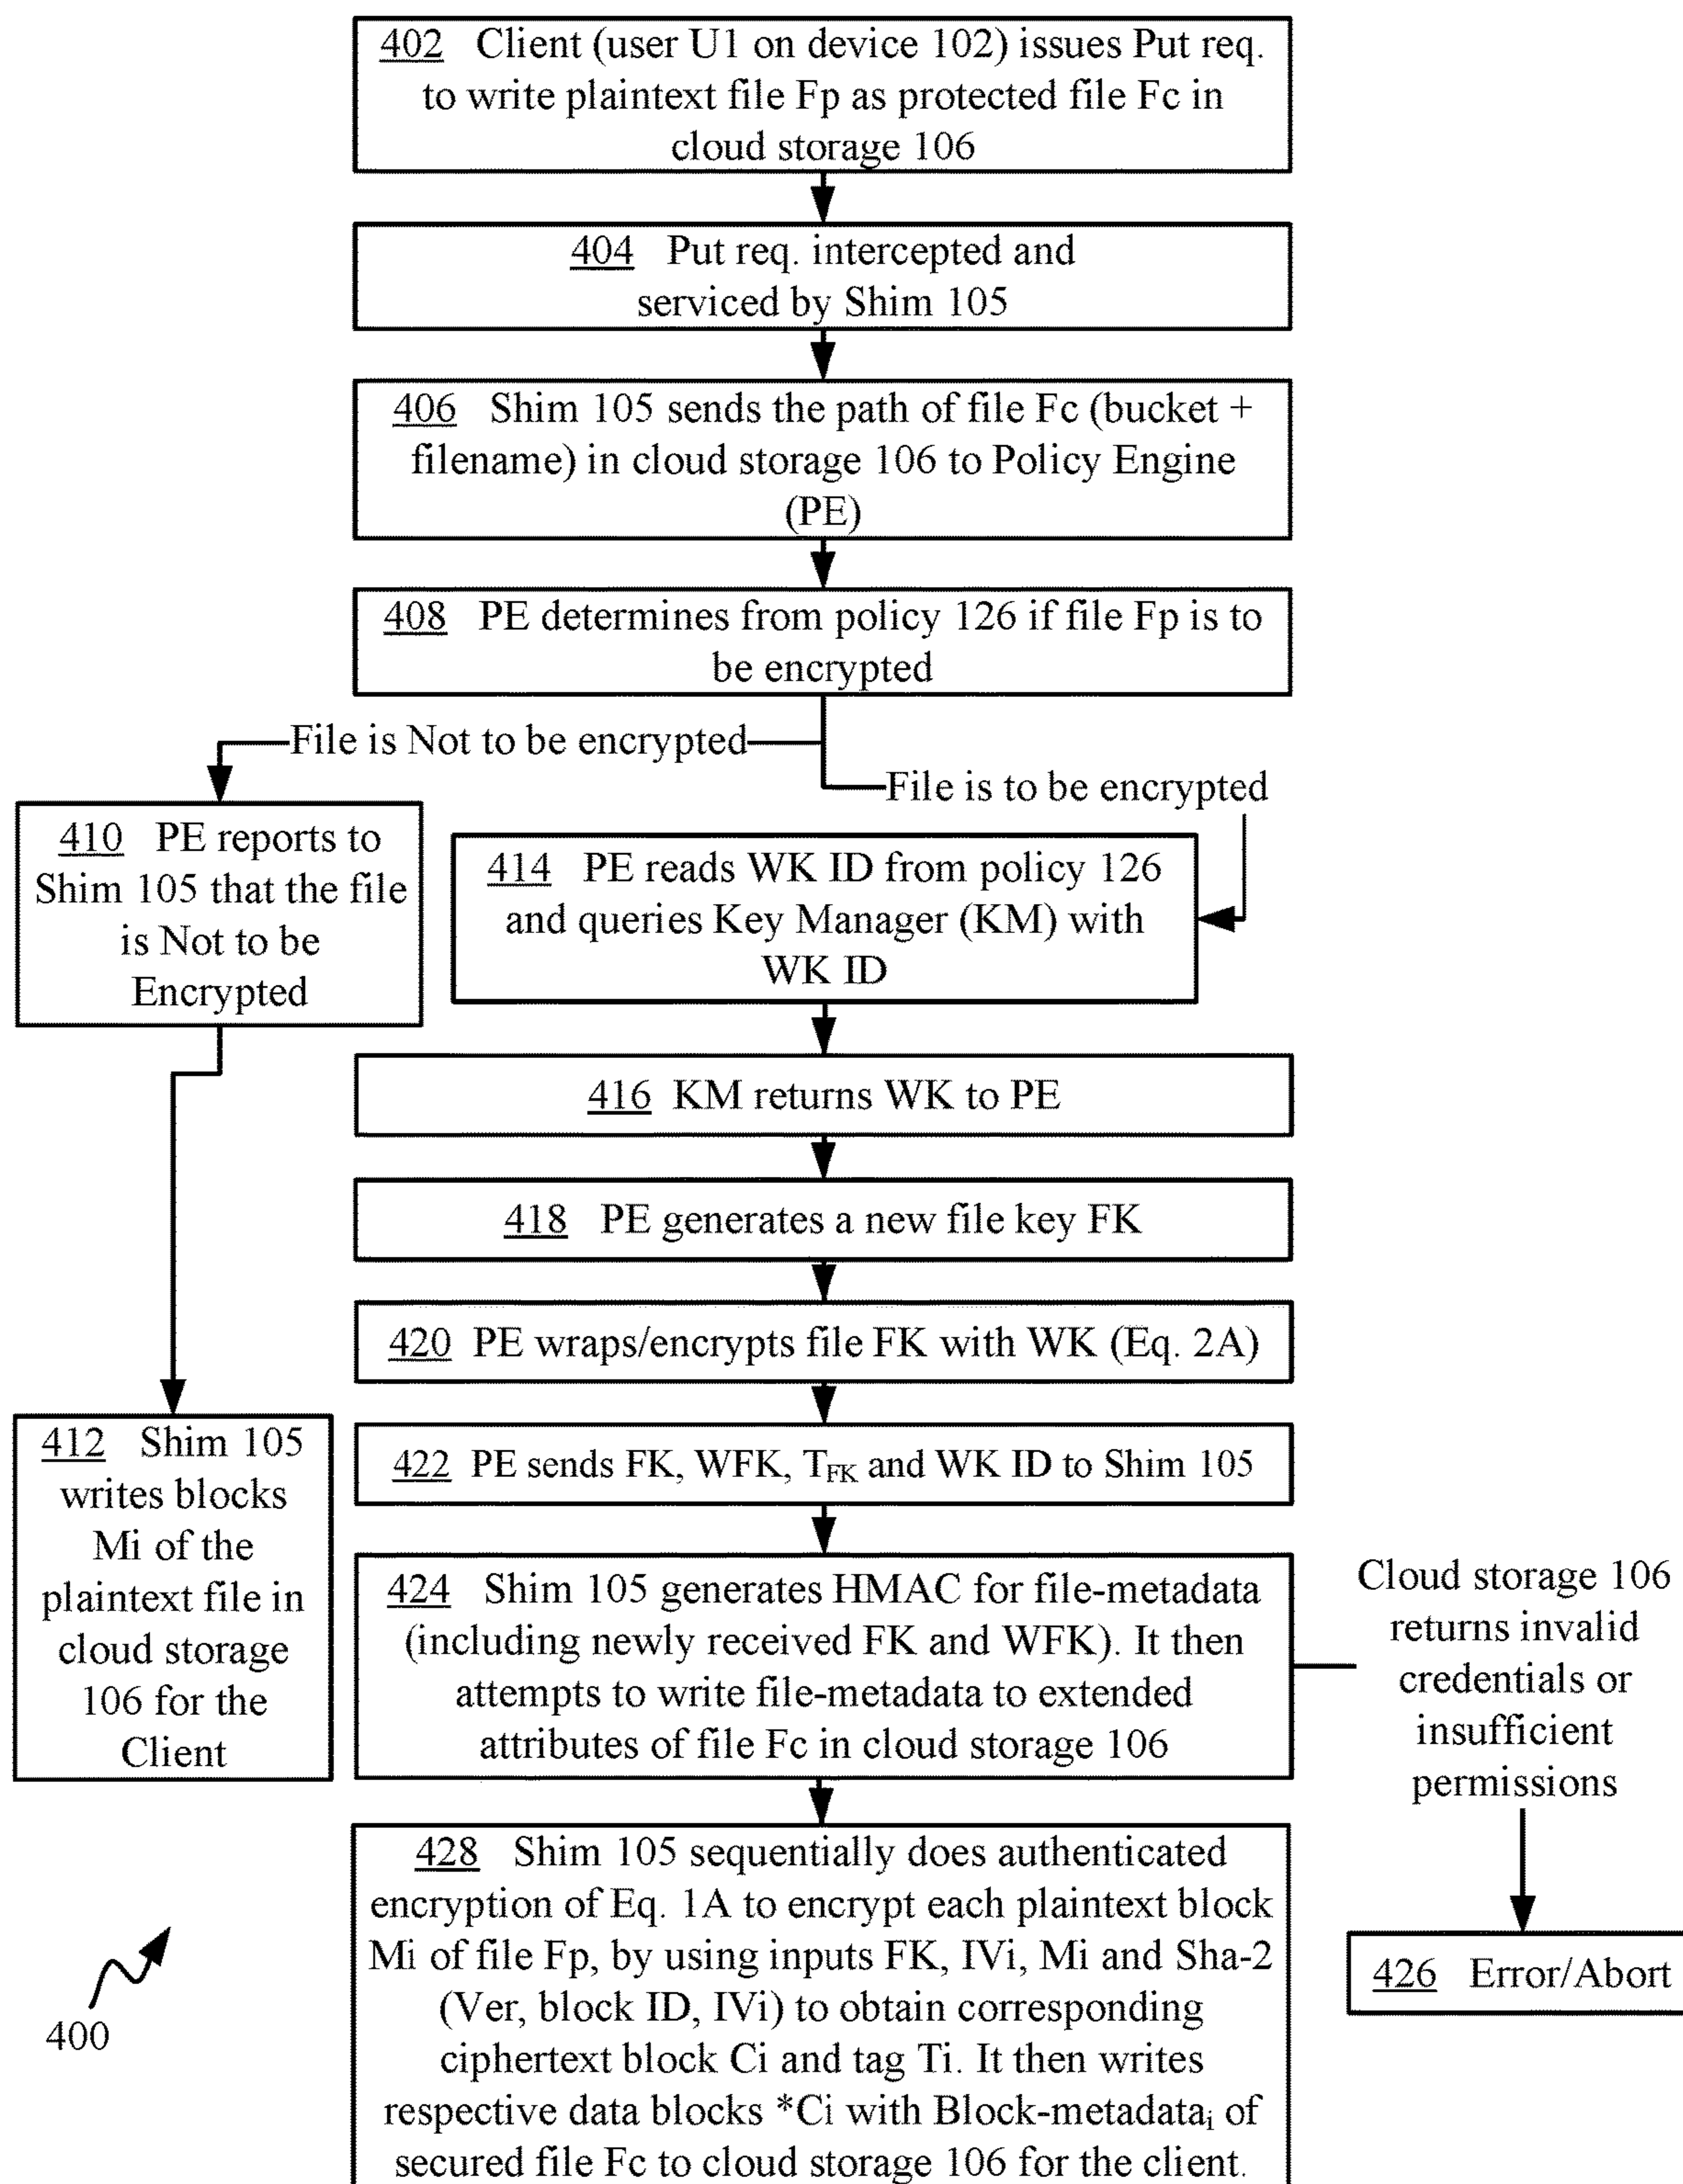 402 Client (user U1 on device 102) issues Put req.
to write plaintext file Fp as protected file Fc in
cloud storage 106
404 Put req. intercepted and
serviced by Shim 105
406 Shim 105 sends the path of file Fc (bucket +
filename) in cloud storage 106 to Policy Engine
(PE)
408 PE determines from policy 126 if file Fp is to
be encrypted
File is Not to be encrypted
File is to be encrypted
410 PE reports to
Shim 105 that the file
is Not to be
Encrypted
414 PE reads WK ID from policy 126
and queries Key Manager (KM) with
WK ID
416 KM returns WK to PE
418 PE generates a new file key FK
420 PE wraps/encrypts file FK with WK (Eq. 2A)
412 Shim 105
writes blocks
Mi of the
plaintext file in
cloud storage
106 for the
Client
422 PE sends FK, WFK, T_FK and WK ID to Shim 105
424 Shim 105 generates HMAC for file-metadata
(including newly received FK and WFK). It then
attempts to write file-metadata to extended
attributes of file Fc in cloud storage 106
Cloud storage 106
returns invalid
credentials or
insufficient
permissions
426 Error/Abort
428 Shim 105 sequentially does authenticated
encryption of Eq. 1A to encrypt each plaintext block
Mi of file Fp, by using inputs FK, IVi, Mi and Sha-2
(Ver, block ID, IVi) to obtain corresponding
ciphertext block Ci and tag Ti. It then writes
respective data blocks *Ci with Block-metadata_i of
secured file Fc to cloud storage 106 for the client.
400